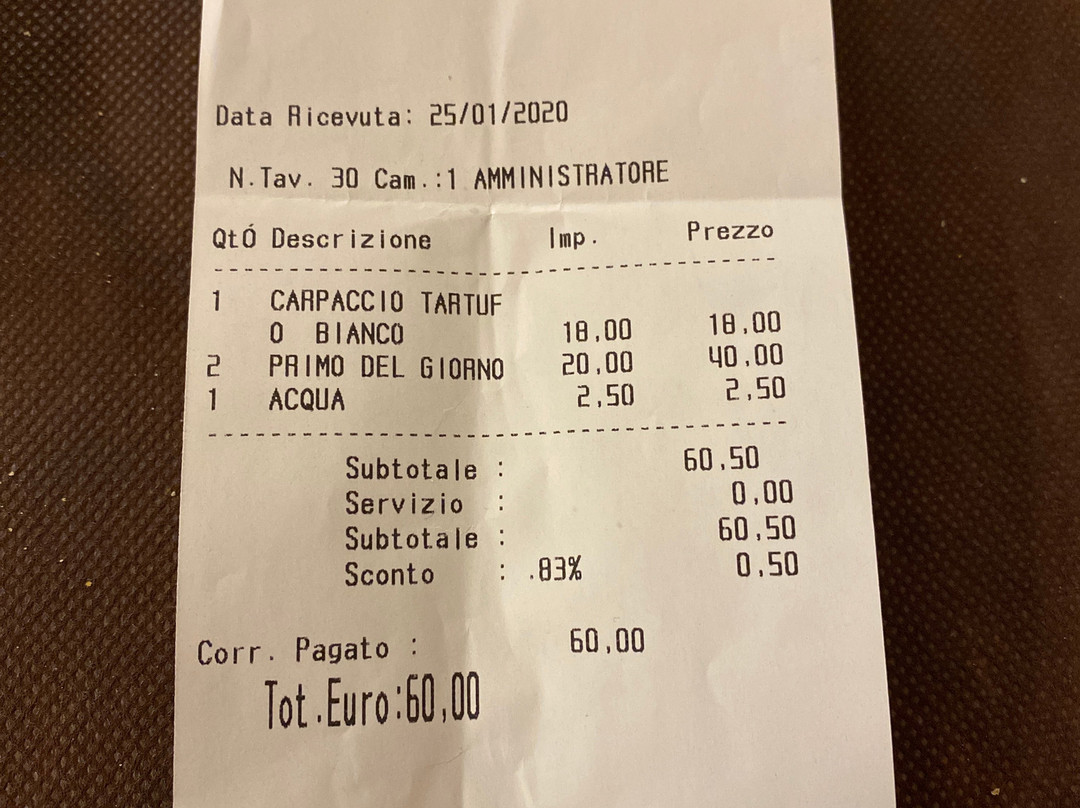 Data Ricevuta: 25/01/2020
N.Tav. 30 Cam.:1 AMMINISTRATORE
QtÓ Descrizione Imp. Prezzo
1 CARPACCIO TARTUF
O BIANCO 18,00 18,00
2 PRIMO DEL GIORNO 20,00 40,00
1 ACQUA 2,50 2,50
Subtotale : 60,50
Servizio : 0,00
Subtotale : 60,50
Sconto : .83% 0,50
Corr. Pagato : 60,00
Tot.Euro:60,00